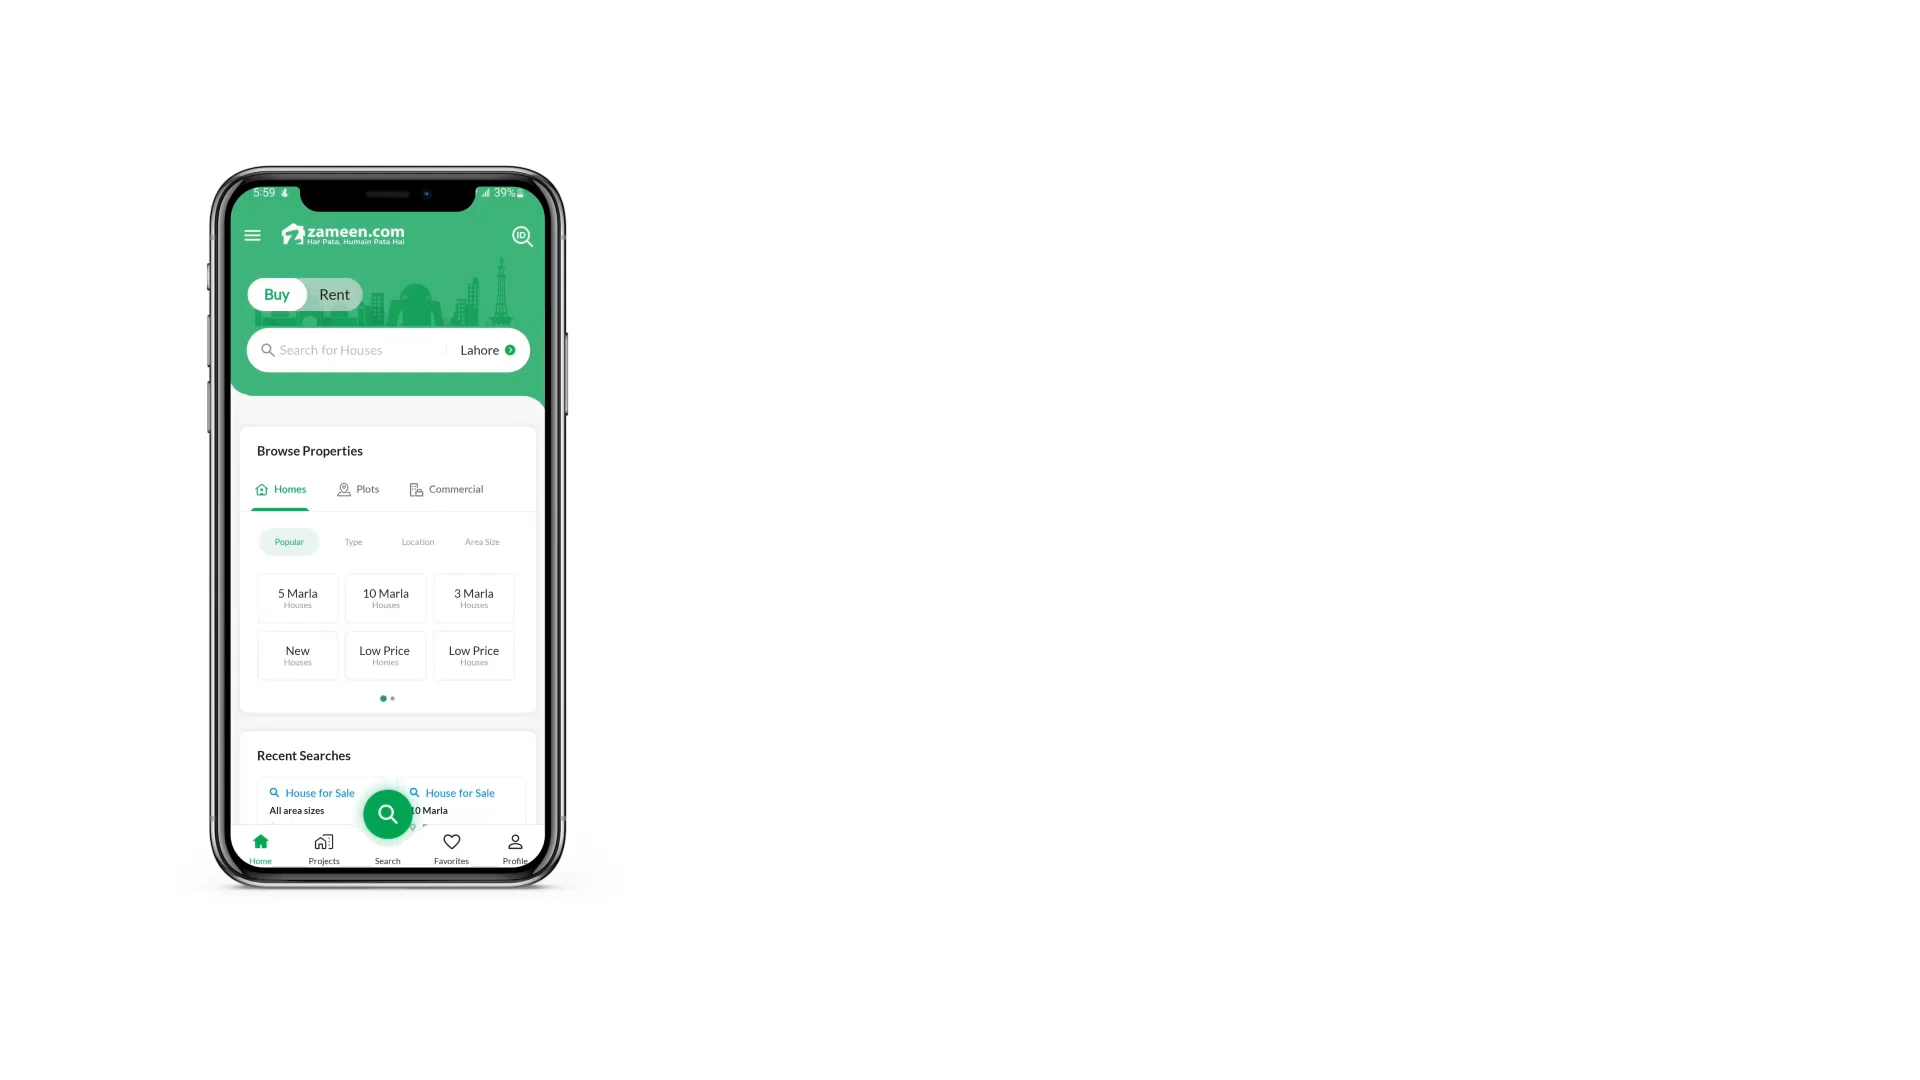 5:59
39%
zameen.com
Har Pata, Humain Pata Hai
ID
Buy Rent
Search for Houses Lahore
Browse Properties
Homes Plots Commercial
Popular Type Location Area Size
5 Marla 10 Marla 3 Marla
Houses Houses Houses
New Low Price Low Price
Houses Homes Houses
Recent Searches
House for Sale House for Sale
All area sizes 10 Marla
Home Projects Search Favorites Profile